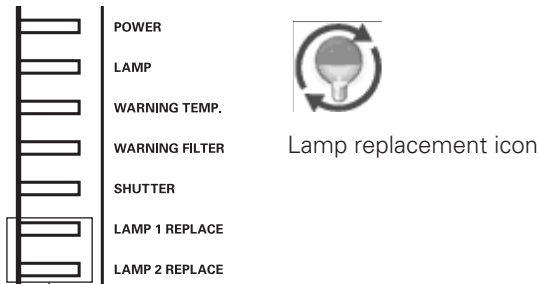 POWER
LAMP
WARNING TEMP.
WARNING FILTER
SHUTTER
LAMP 1 REPLACE
LAMP 2 REPLACE
Lamp replacement icon